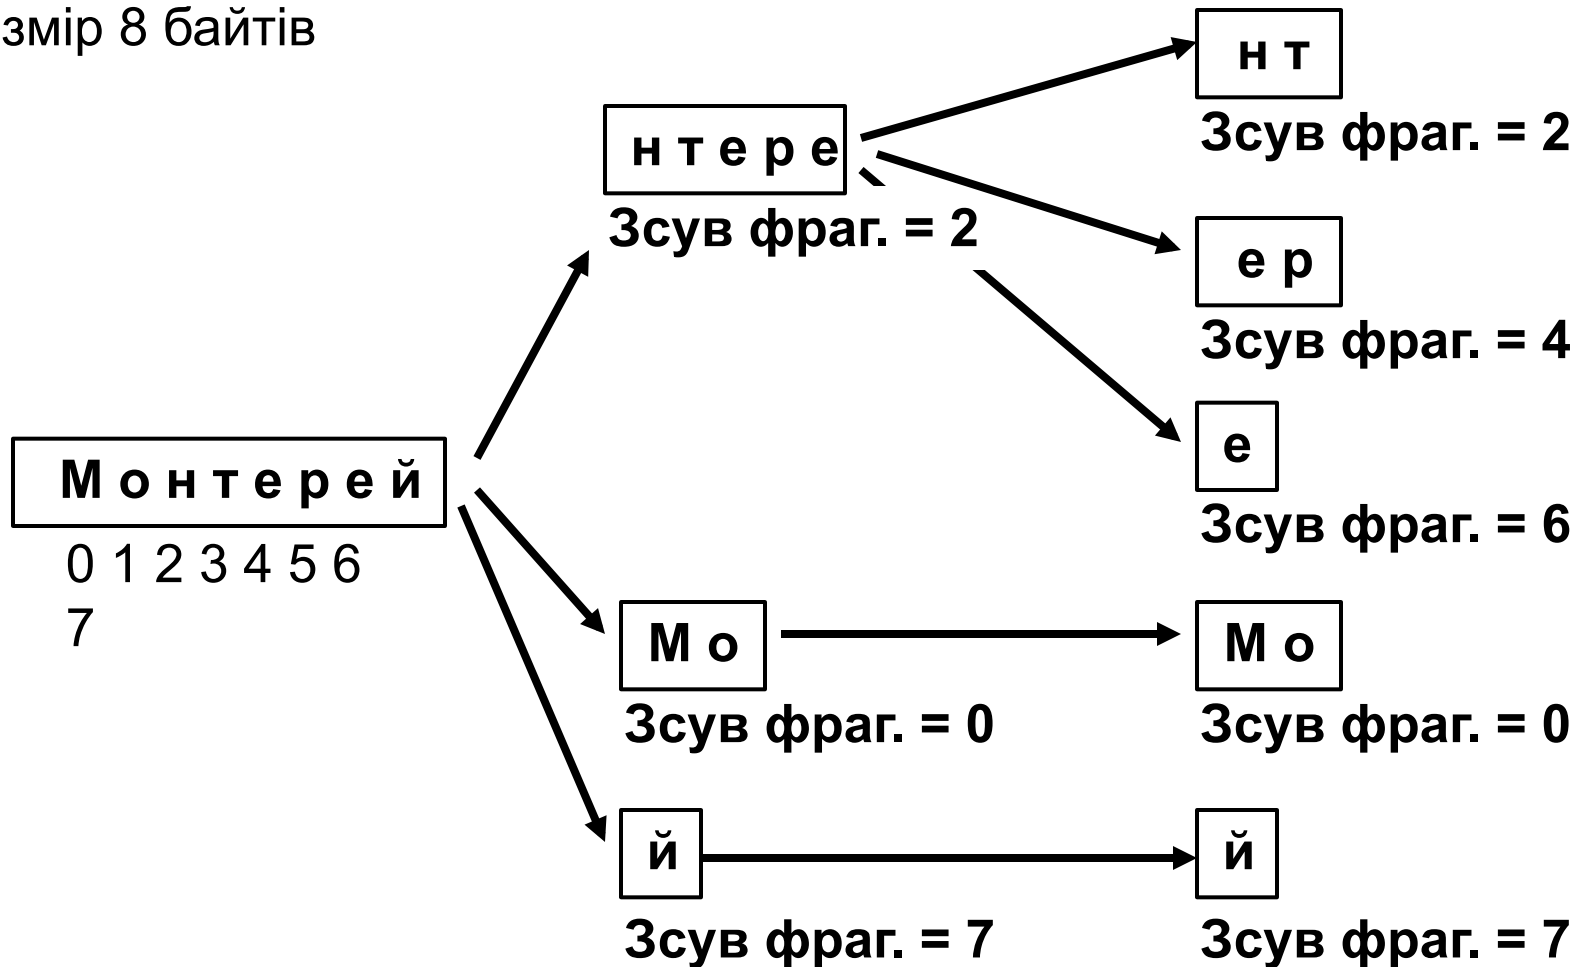 змір 8 байтів
н т
Зсув фраг. = 2
н т е р е
Зсув фраг. = 2
е р
Зсув фраг. = 4
е
Зсув фраг. = 6
М о н т е р е й
0 1 2 3 4 5 6
7
М о
Зсув фраг. = 0
М о
Зсув фраг. = 0
й
Зсув фраг. = 7
й
Зсув фраг. = 7